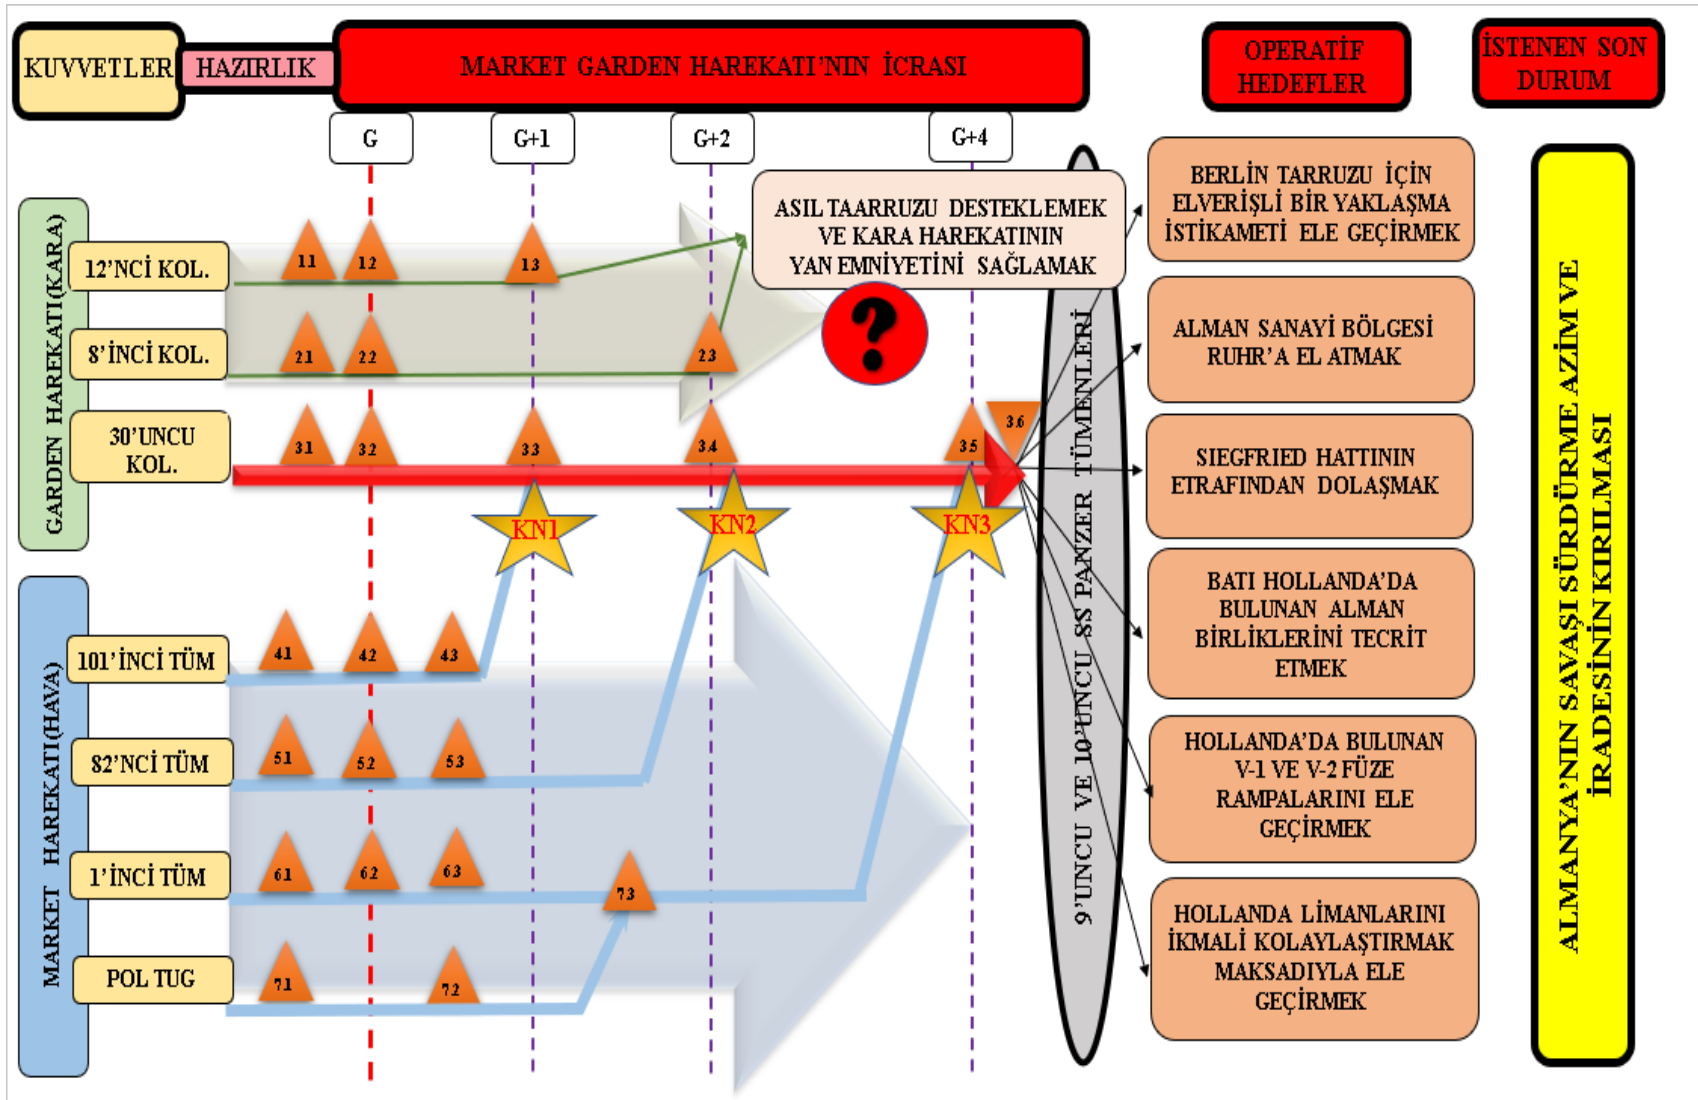 KUVVETLER
HAZIRLIK
MARKET GARDEN HAREKATI’NIN İCRASI
OPERATİF
HEDEFLER
İSTENEN SON
DURUM
G
G+1
G+2
G+4
GARDEN HAREKATI(KARA)
12’NCİ KOL.
11
12
13
8’İNCİ KOL.
21
22
23
30’UNCU
KOL.
31
32
33
34
35
3.6
ASIL TAARRUZU DESTEKLEMEK
VE KARA HAREKATININ
YAN EMNİYETİNİ SAĞLAMAK
?
KN1
KN2
KN3
MARKET HAREKATI(HAVA)
101’İNCİ TÜM
41
42
43
82’NCİ TÜM
51
52
53
1’İNCİ TÜM
61
62
63
POL TUG
71
72
73
9’UNCU VE 10’UNCU SS PANZER TÜMENLERİ
BERLİN TARRUZU İÇİN
ELVERİŞLİ BİR YAKLAŞMA
İSTİKAMETİ ELE GEÇİRMEK
ALMAN SANAYİ BÖLGESİ
RUHR’A EL ATMAK
SIEGFRIED HATTININ
ETRAFINDAN DOLAŞMAK
BATI HOLLANDA’DA
BULUNAN ALMAN
BİRLİKLERİNİ TECRİT
ETMEK
HOLLANDA’DA BULUNAN
V-1 VE V-2 FÜZE
RAMPALARINI ELE
GEÇİRMEK
HOLLANDA LİMANLARINI
İKMALİ KOLAYLAŞTIRMAK
MAKSADIYLA ELE
GEÇİRMEK
ALMANYA’NIN SAVAŞI SÜRDÜRME AZİM VE
İRADESİNİN KIRILMASI